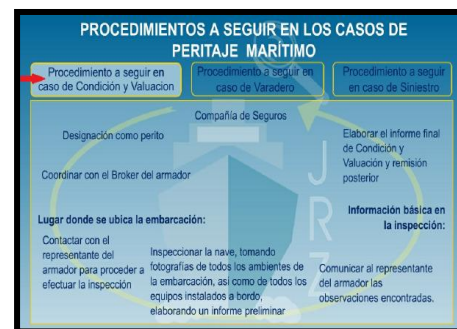 PROCEDIMIENTOS A SEGUIR EN LOS CASOS DE
PERITAJE MARÍTIMO
Procedimiento a seguir en
caso de Condición y Valuacion
Procedimiento a seguir en
caso de Varadero
Procedimiento a seguir
en caso de Siniestro
Compañía de Seguros
Designación como perito
Coordinar con el Broker del armador
Lugar donde se ubica la embarcación:
Contactar con el
representante del
armador para proceder a
efectuar la inspección
Inspeccionar la nave, tomando
fotografías de todos los ambientes de
la embarcación, así como de todos los
equipos instalados a bordo,
elaborando un informe preliminar
Elaborar el informe final
de Condición y
Valuación y remisión
posterior
Información básica en
la inspección:
Comunicar al representante
del armador las
observaciones encontradas.
J
R
Z